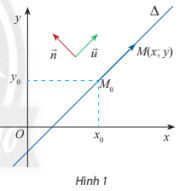 y
Δ
n⃗
u⃗
M(x; y)
y₀
M₀
O
x₀
x
Hình 1